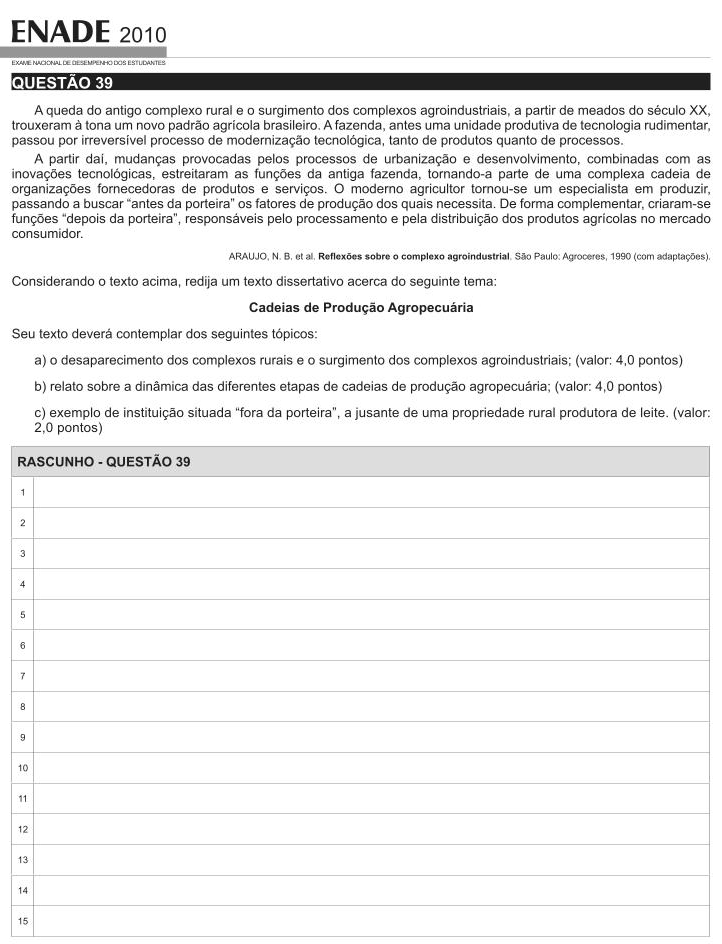 ENADE 2010
EXAME NACIONAL DE DESEMPENHO DOS ESTUDANTES
QUESTÃO 39
A queda do antigo complexo rural e o surgimento dos complexos agroindustriais, a partir de meados do século XX,
trouxeram à tona um novo padrão agrícola brasileiro. A fazenda, antes uma unidade produtiva de tecnologia rudimentar,
passou por irreversível processo de modernização tecnológica, tanto de produtos quanto de processos.
A partir daí, mudanças provocadas pelos processos de urbanização e desenvolvimento, combinadas com as
inovações tecnológicas, estreitaram as funções da antiga fazenda, tornando-a parte de uma complexa cadeia de
organizações fornecedoras de produtos e serviços. O moderno agricultor tornou-se um especialista em produzir,
passando a buscar “antes da porteira” os fatores de produção dos quais necessita. De forma complementar, criaram-se
funções “depois da porteira”, responsáveis pelo processamento e pela distribuição dos produtos agrícolas no mercado
consumidor.
ARAUJO, N. B. et al. Reflexões sobre o complexo agroindustrial. São Paulo: Agroceres, 1990 (com adaptações).
Considerando o texto acima, redija um texto dissertativo acerca do seguinte tema:
Cadeias de Produção Agropecuária
Seu texto deverá contemplar dos seguintes tópicos:
a) o desaparecimento dos complexos rurais e o surgimento dos complexos agroindustriais; (valor: 4,0 pontos)
b) relato sobre a dinâmica das diferentes etapas de cadeias de produção agropecuária; (valor: 4,0 pontos)
c) exemplo de instituição situada “fora da porteira”, a jusante de uma propriedade rural produtora de leite. (valor:
2,0 pontos)
RASCUNHO - QUESTÃO 39
1
2
3
4
5
6
7
8
9
10
11
12
13
14
15